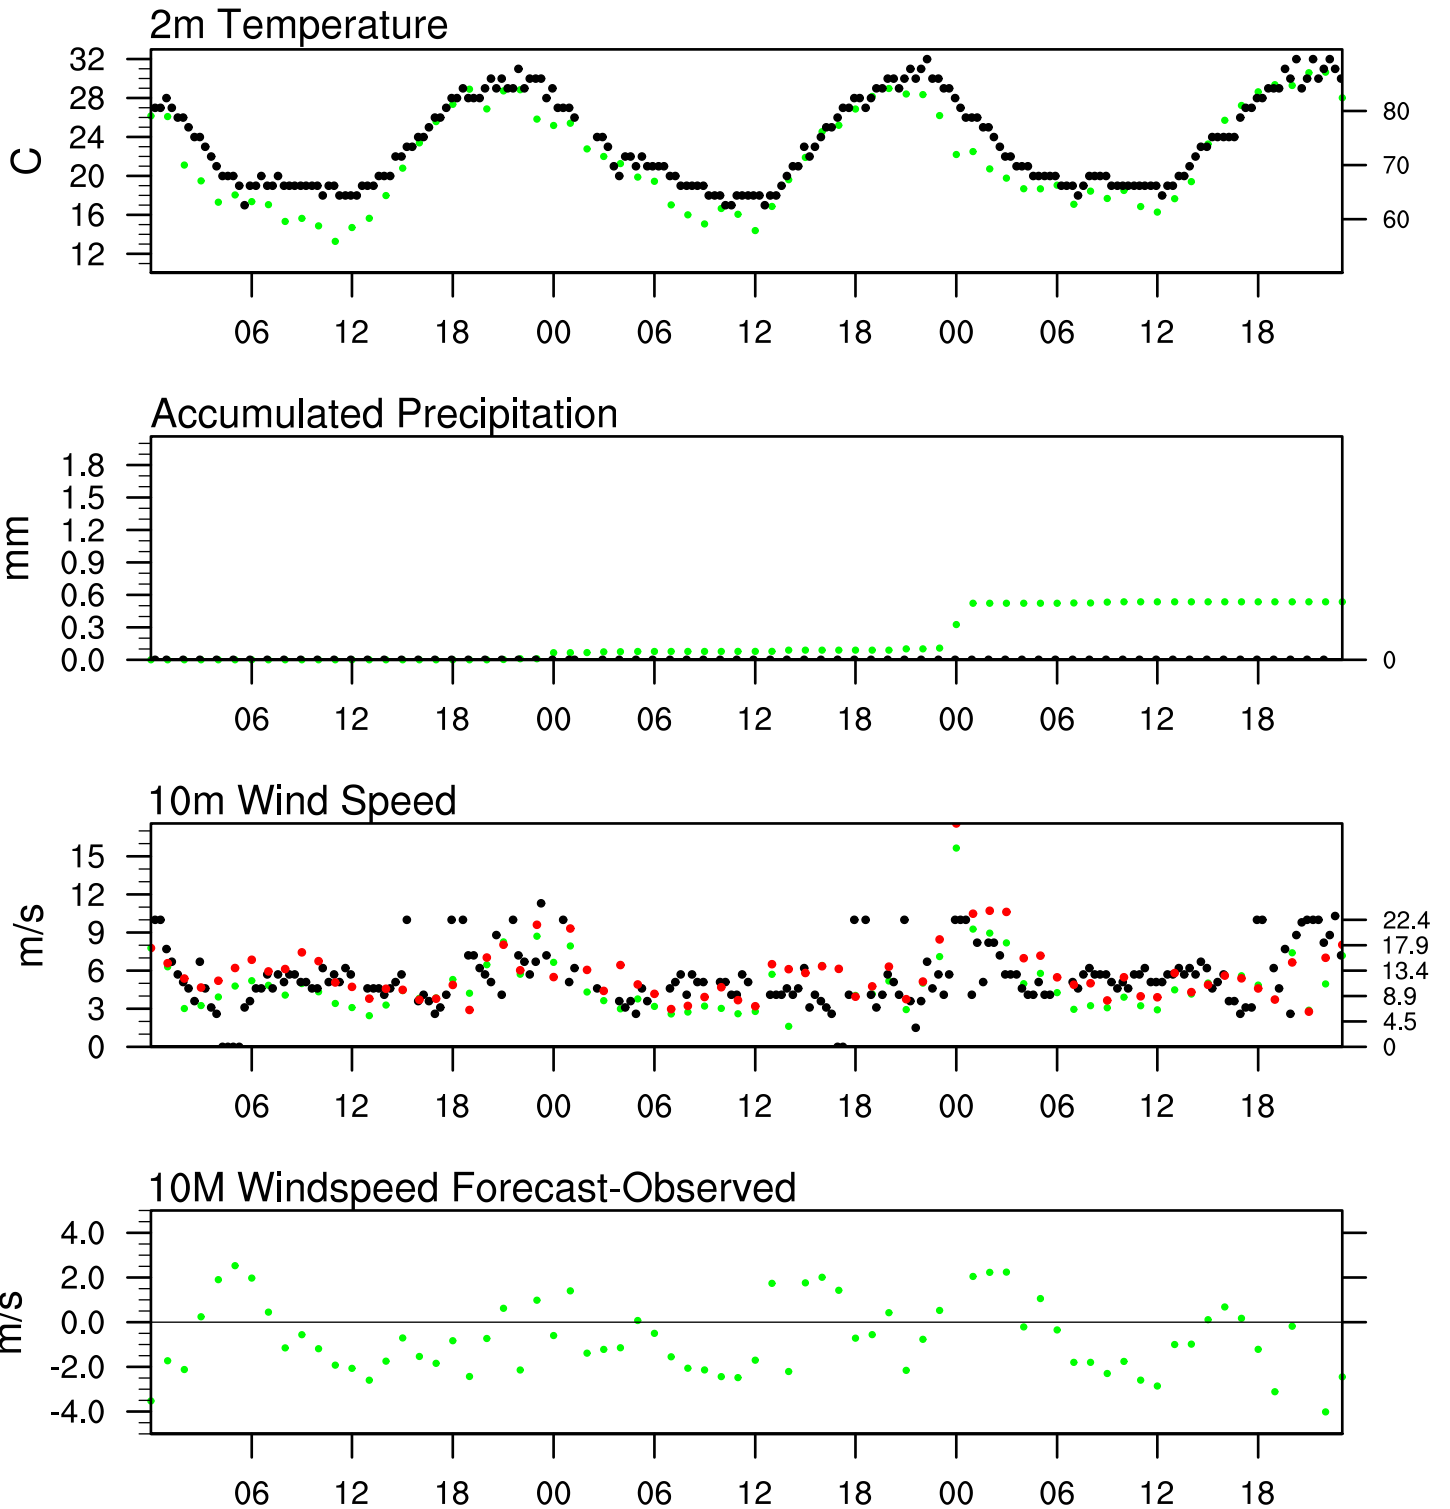 2m Temperature
32
28
24
20
16
12
C
80
70
60
06 12 18 00 06 12 18 00 06 12 18
Accumulated Precipitation
1.8
1.5
1.2
0.9
0.6
0.3
0.0
mm
0
06 12 18 00 06 12 18 00 06 12 18
10m Wind Speed
15
12
9
6
3
0
m/s
22.4
17.9
13.4
8.9
4.5
0
06 12 18 00 06 12 18 00 06 12 18
10M Windspeed Forecast-Observed
4.0
2.0
0.0
-2.0
-4.0
m/s
06 12 18 00 06 12 18 00 06 12 18